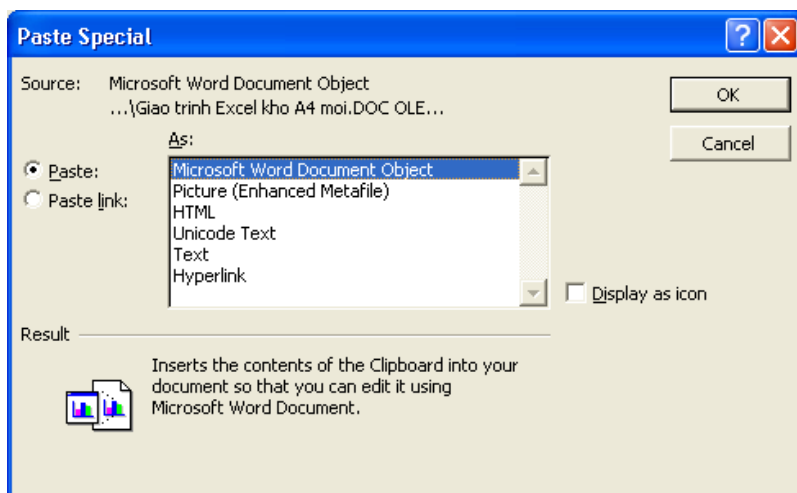 Paste Special
Source: Microsoft Word Document Object
...\Giao trinh Excel kho A4 moi.DOC OLE...
OK
Cancel
As:
Paste:
Paste link:
Microsoft Word Document Object
Picture (Enhanced Metafile)
HTML
Unicode Text
Text
Hyperlink
Display as icon
Result
Inserts the contents of the Clipboard into your
document so that you can edit it using
Microsoft Word Document.